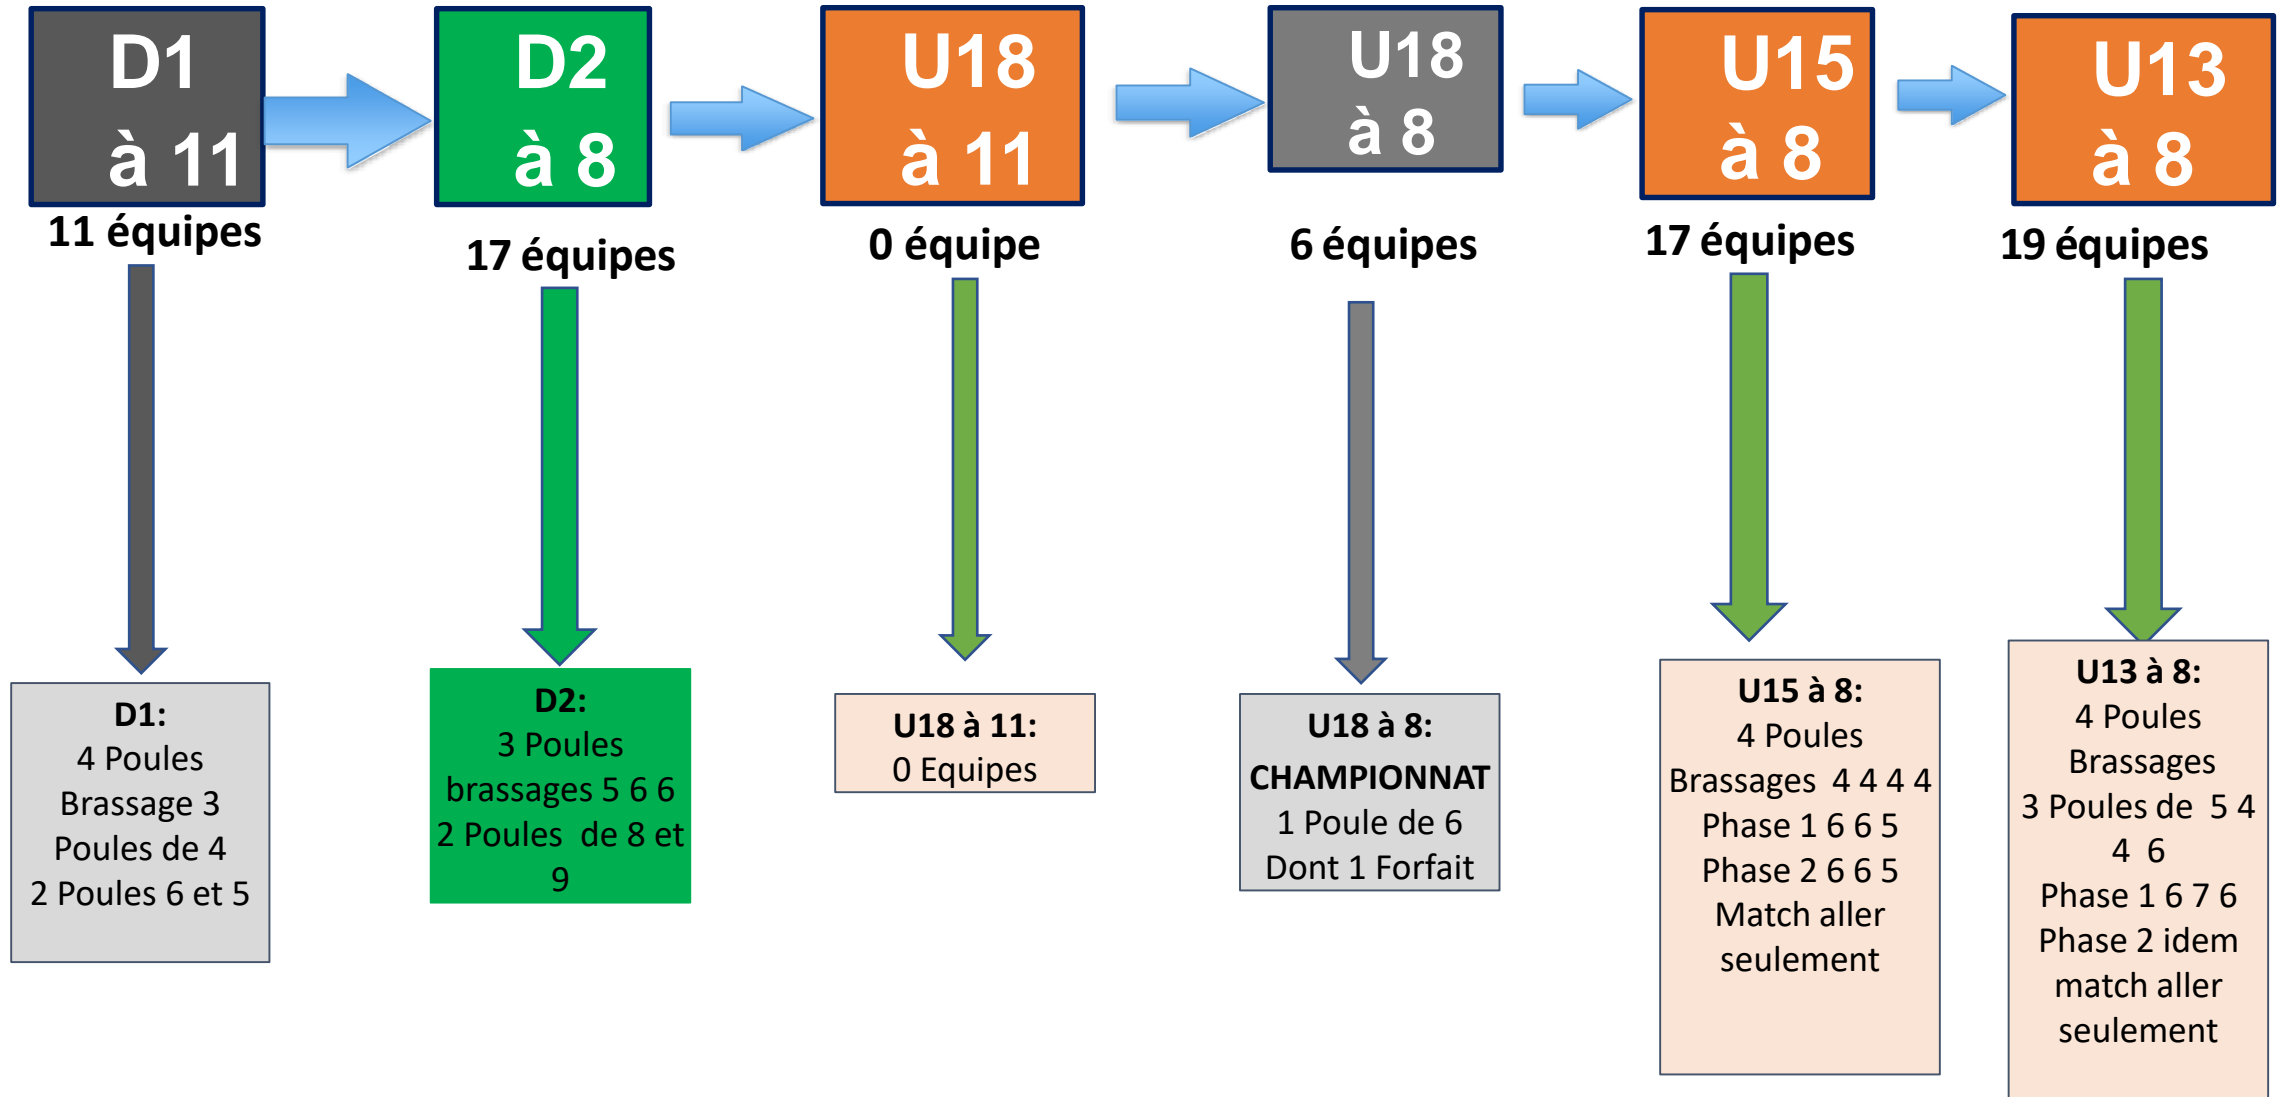 D1
à 11
D2
à 8
U18
à 11
U18
à 8
U15
à 8
U13
à 8
11 équipes
17 équipes
0 équipe
6 équipes
17 équipes
19 équipes
D1:
4 Poules
Brassage 3
Poules de 4
2 Poules 6 et 5
D2:
3 Poules
brassages 5 6 6
2 Poules de 8 et
9
U18 à 11:
0 Equipes
U18 à 8:
CHAMPIONNAT
1 Poule de 6
Dont 1 Forfait
U15 à 8:
4 Poules
Brassages 4 4 4 4
Phase 1 6 6 5
Phase 2 6 6 5
Match aller
seulement
U13 à 8:
4 Poules
Brassages
3 Poules de 5 4
4 6
Phase 1 6 7 6
Phase 2 idem
match aller
seulement